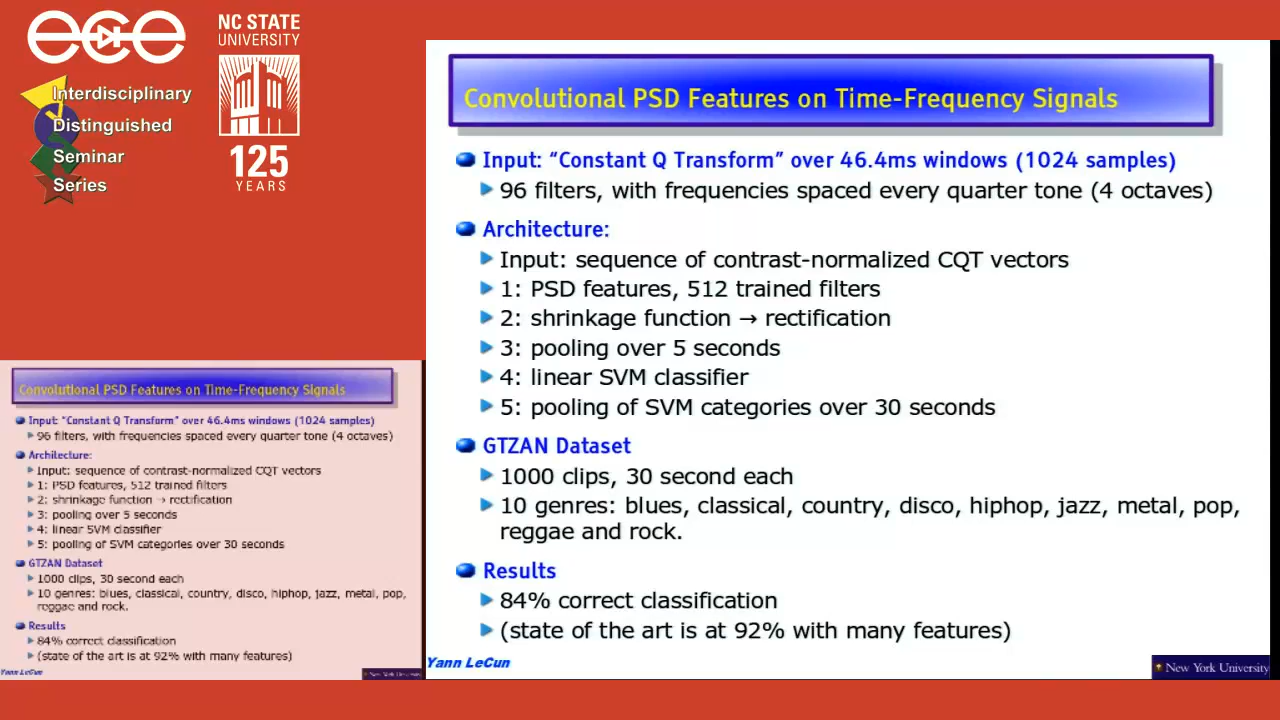 ece
NC STATE
UNIVERSITY
Interdisciplinary
Distinguished
Seminar
Series
125
YEARS
Convolutional PSD Features on Time-Frequency Signals
Input: “Constant Q Transform” over 46.4ms windows (1024 samples)
96 filters, with frequencies spaced every quarter tone (4 octaves)
Architecture:
Input: sequence of contrast-normalized CQT vectors
1: PSD features, 512 trained filters
2: shrinkage function → rectification
3: pooling over 5 seconds
4: linear SVM classifier
5: pooling of SVM categories over 30 seconds
GTZAN Dataset
1000 clips, 30 second each
10 genres: blues, classical, country, disco, hiphop, jazz, metal, pop,
reggae and rock.
Results
84% correct classification
(state of the art is at 92% with many features)
Yann LeCun
New York University
Convolutional PSD Features on Time-Frequency Signals
Input: “Constant Q Transform” over 46.4ms windows (1024 samples)
96 filters, with frequencies spaced every quarter tone (4 octaves)
Architecture:
Input: sequence of contrast-normalized CQT vectors
1: PSD features, 512 trained filters
2: shrinkage function → rectification
3: pooling over 5 seconds
4: linear SVM classifier
5: pooling of SVM categories over 30 seconds
GTZAN Dataset
1000 clips, 30 second each
10 genres: blues, classical, country, disco, hiphop, jazz, metal, pop,
reggae and rock.
Results
84% correct classification
(state of the art is at 92% with many features)
Yann LeCun
New York University